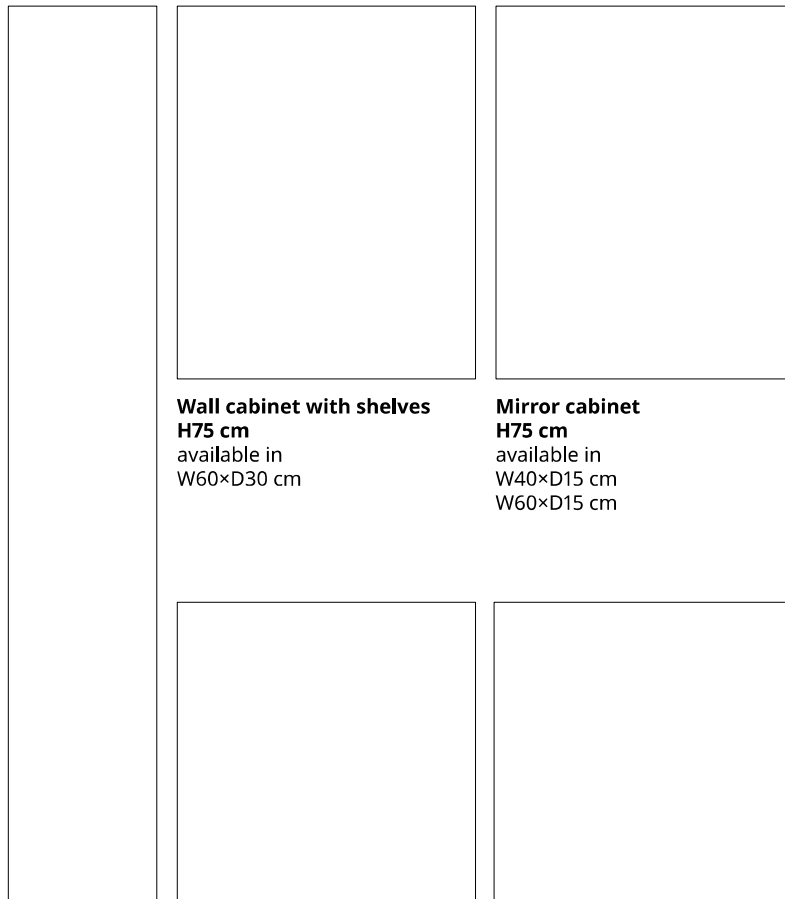 Wall cabinet with shelves
H75 cm
available in
W60×D30 cm
Mirror cabinet
H75 cm
available in
W40×D15 cm
W60×D15 cm